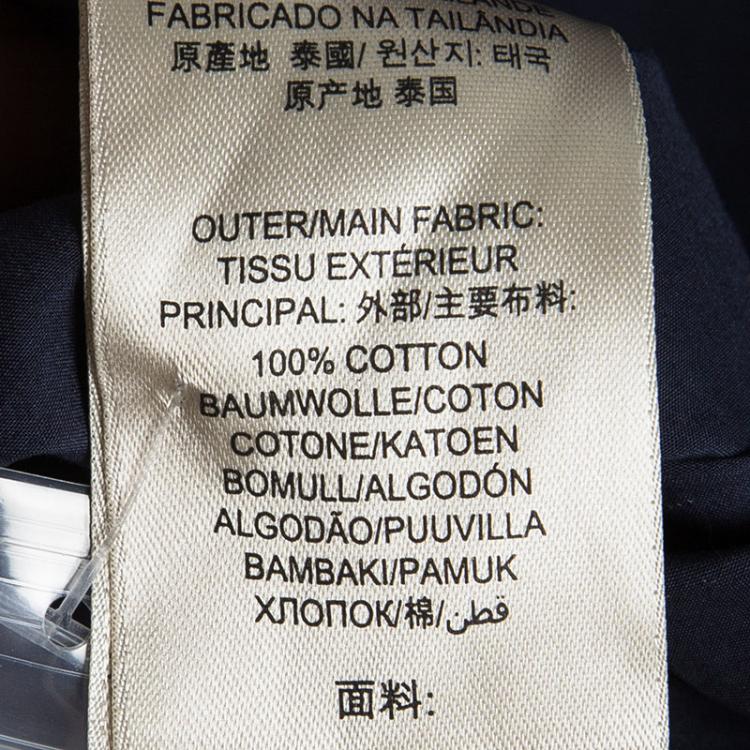 FABRICADO NA TAILÂNDIA
原產地 泰國/ 원산지: 태국
原产地 泰国
OUTER/MAIN FABRIC:
TISSU EXTÉRIEUR
PRINCIPAL: 外部/主要布料:
100% COTTON
BAUMWOLLE/COTON
COTONE/KATOEN
BOMULL/ALGODÓN
ALGODÃO/PUUVILLA
BAMBAKI/PAMUK
ХЛОПОК/棉/قطن
面料: